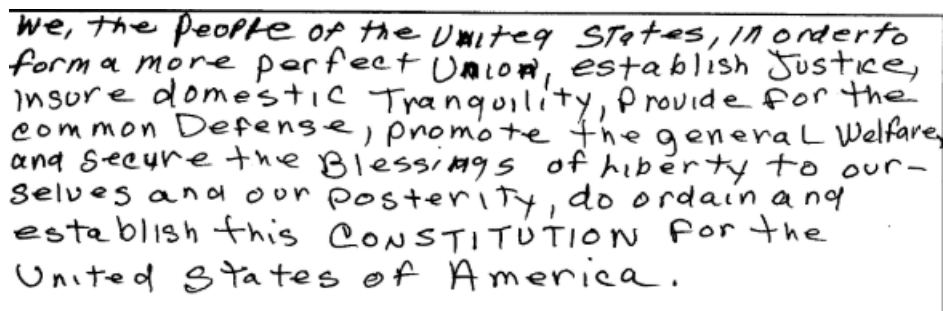 We, the People of the United States, in order to
form a more perfect Union, establish Justice,
insure domestic Tranquility, Provide for the
common Defense, promote the general Welfare,
and secure the Blessings of Liberty to our-
selves and our posterity, do ordain and
establish this CONSTITUTION for the
United States of America.